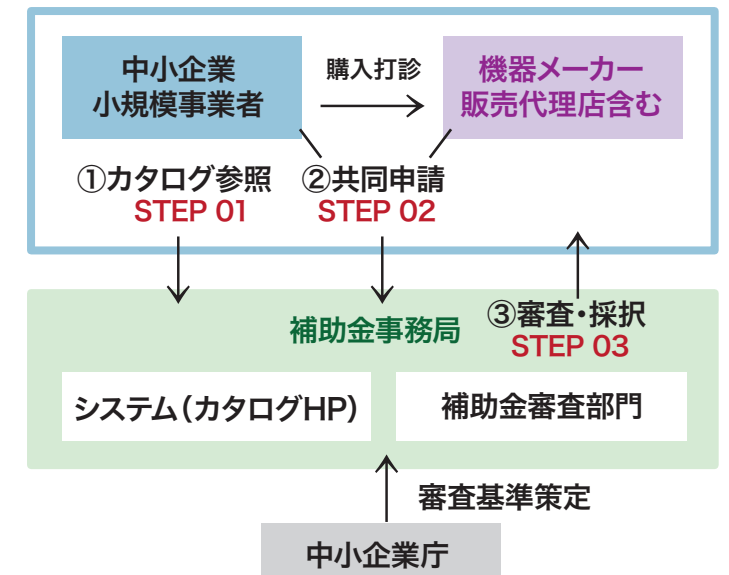 中小企業
小規模事業者
購入打診
機器メーカー
販売代理店含む
①カタログ参照
STEP 01
②共同申請
STEP 02
補助金事務局
③審査・採択
STEP 03
システム(カタログHP)
補助金審査部門
審査基準策定
中小企業庁